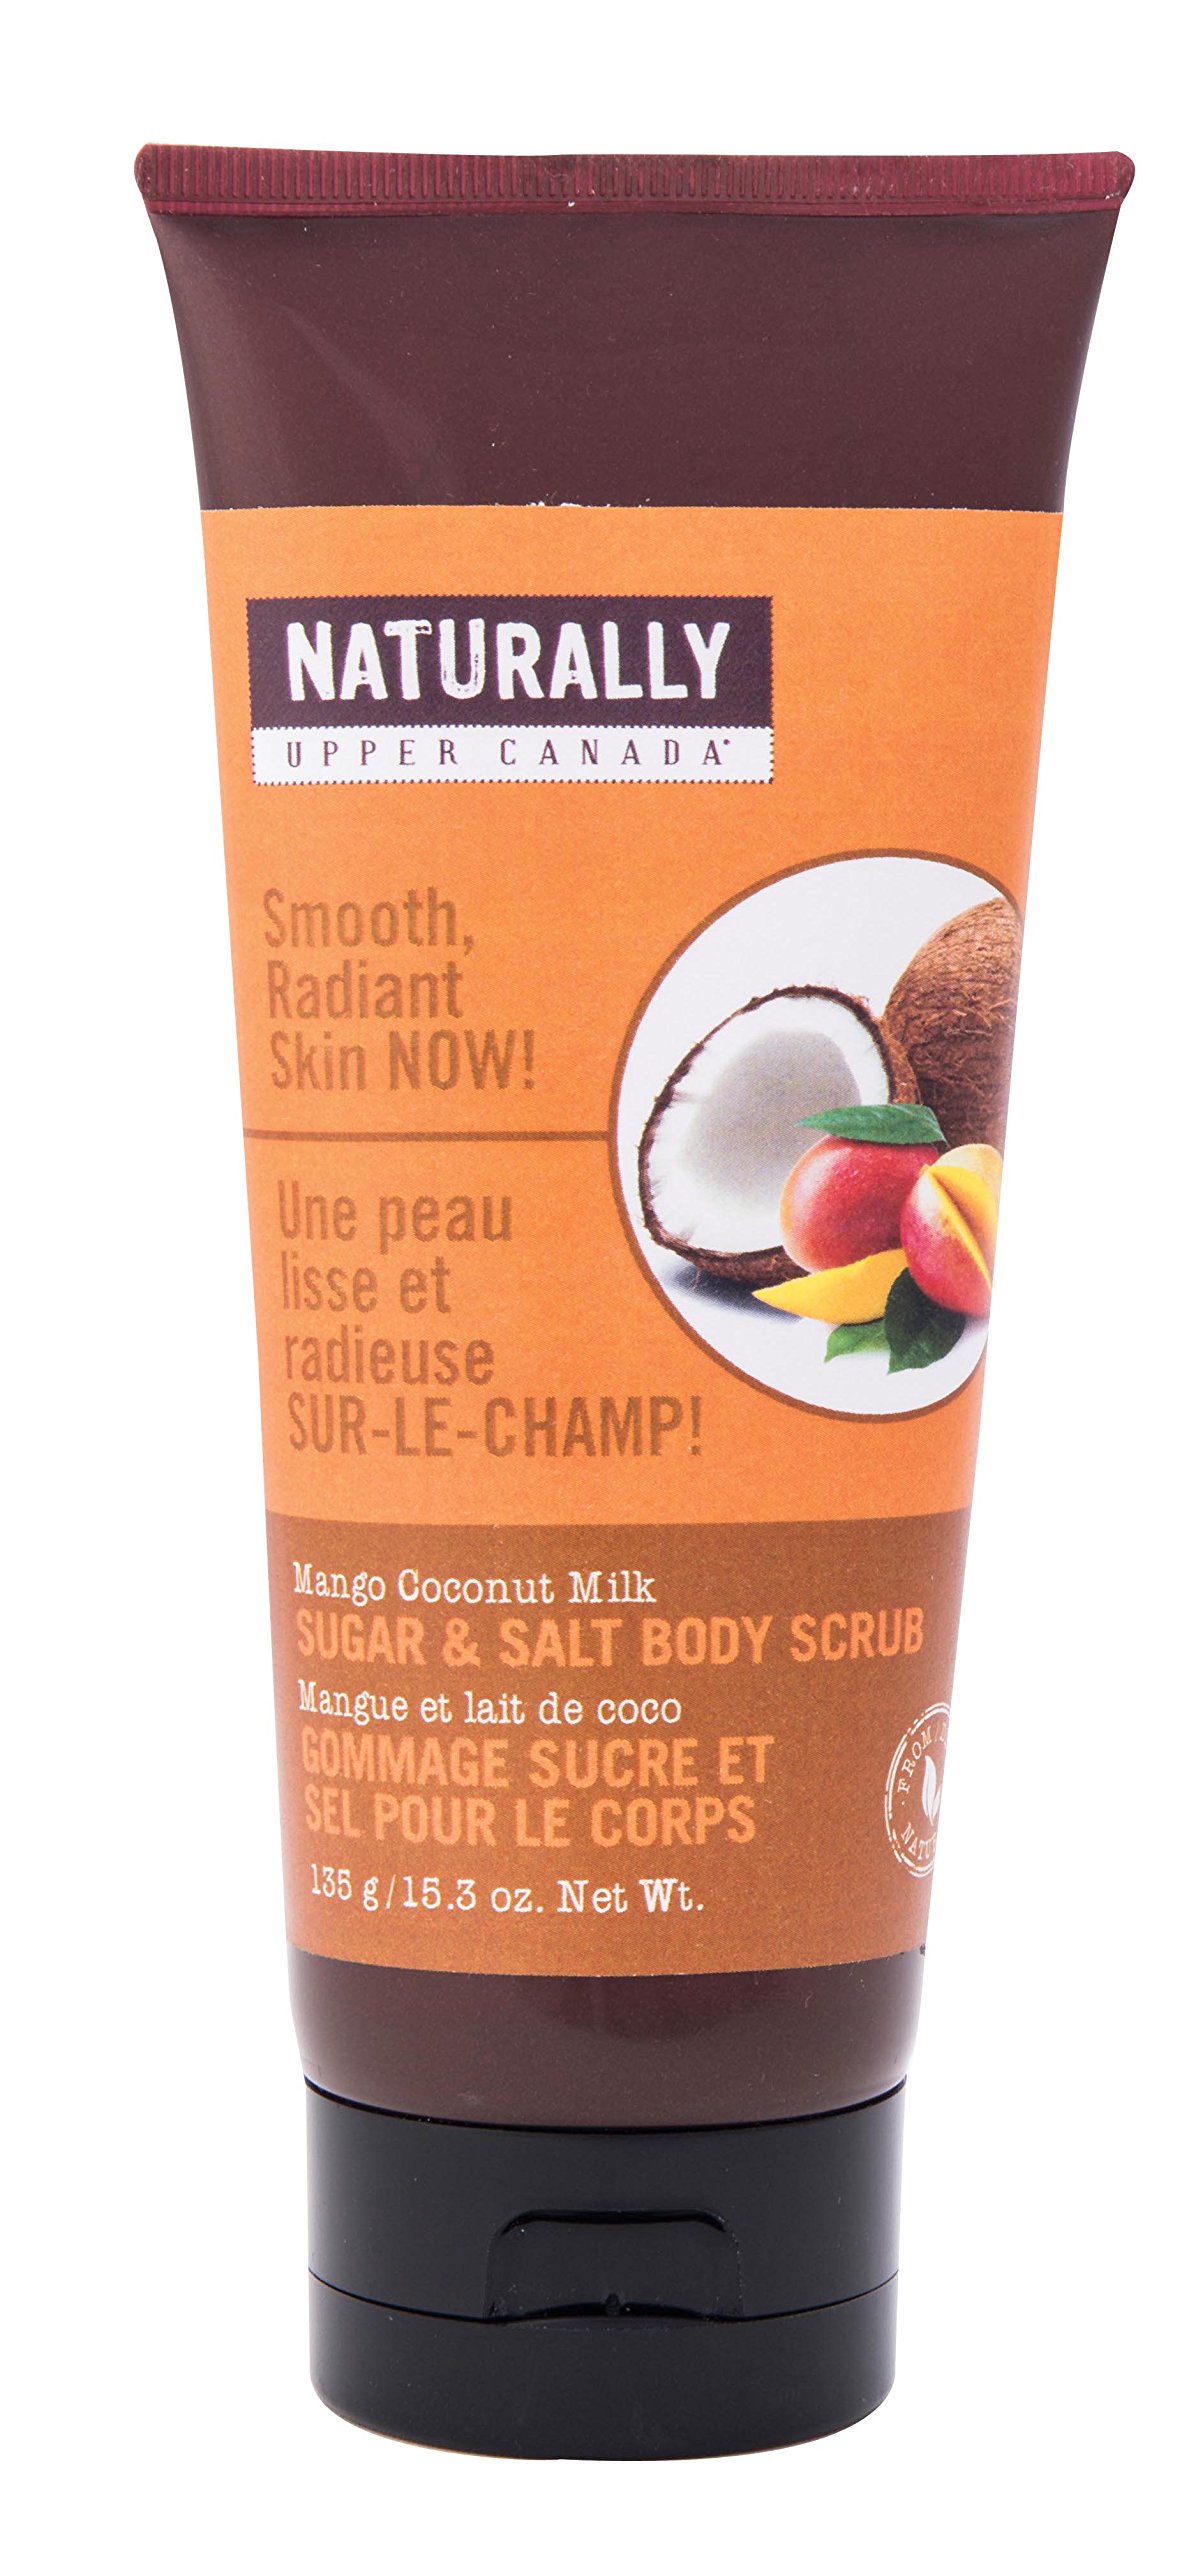 NATURALLY
UPPER CANADA
Smooth,
Radiant
Skin NOW!
Une peau
lisse et
radieuse
SUR-LE-CHAMP!
Mango Coconut Milk
SUGAR & SALT BODY SCRUB
Mangue et lait de coco
GOMMAGE SUCRE ET
SEL POUR LE CORPS
135 g/15.3 oz. Net Wt.
FROM